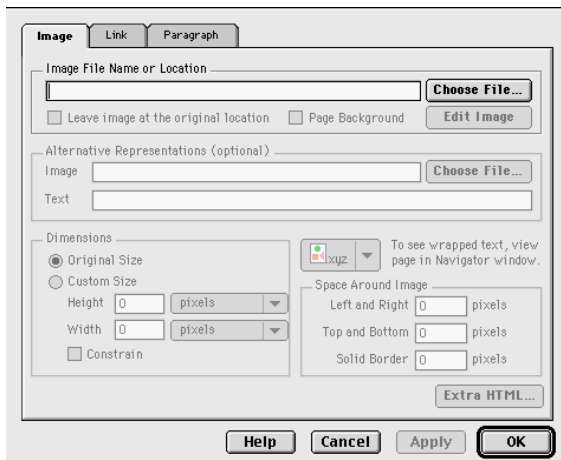 Image Link Paragraph
Image File Name or Location
Choose File...
Leave image at the original location Page Background Edit Image
Alternative Representations (optional)
Image Choose File...
Text
Dimensions
Original Size
Custom Size
Height 0 pixels
Width 0 pixels
Constrain
xyz
To see wrapped text, view
page in Navigator window.
Space Around Image
Left and Right 0 pixels
Top and Bottom 0 pixels
Solid Border 0 pixels
Extra HTML...
Help Cancel Apply OK